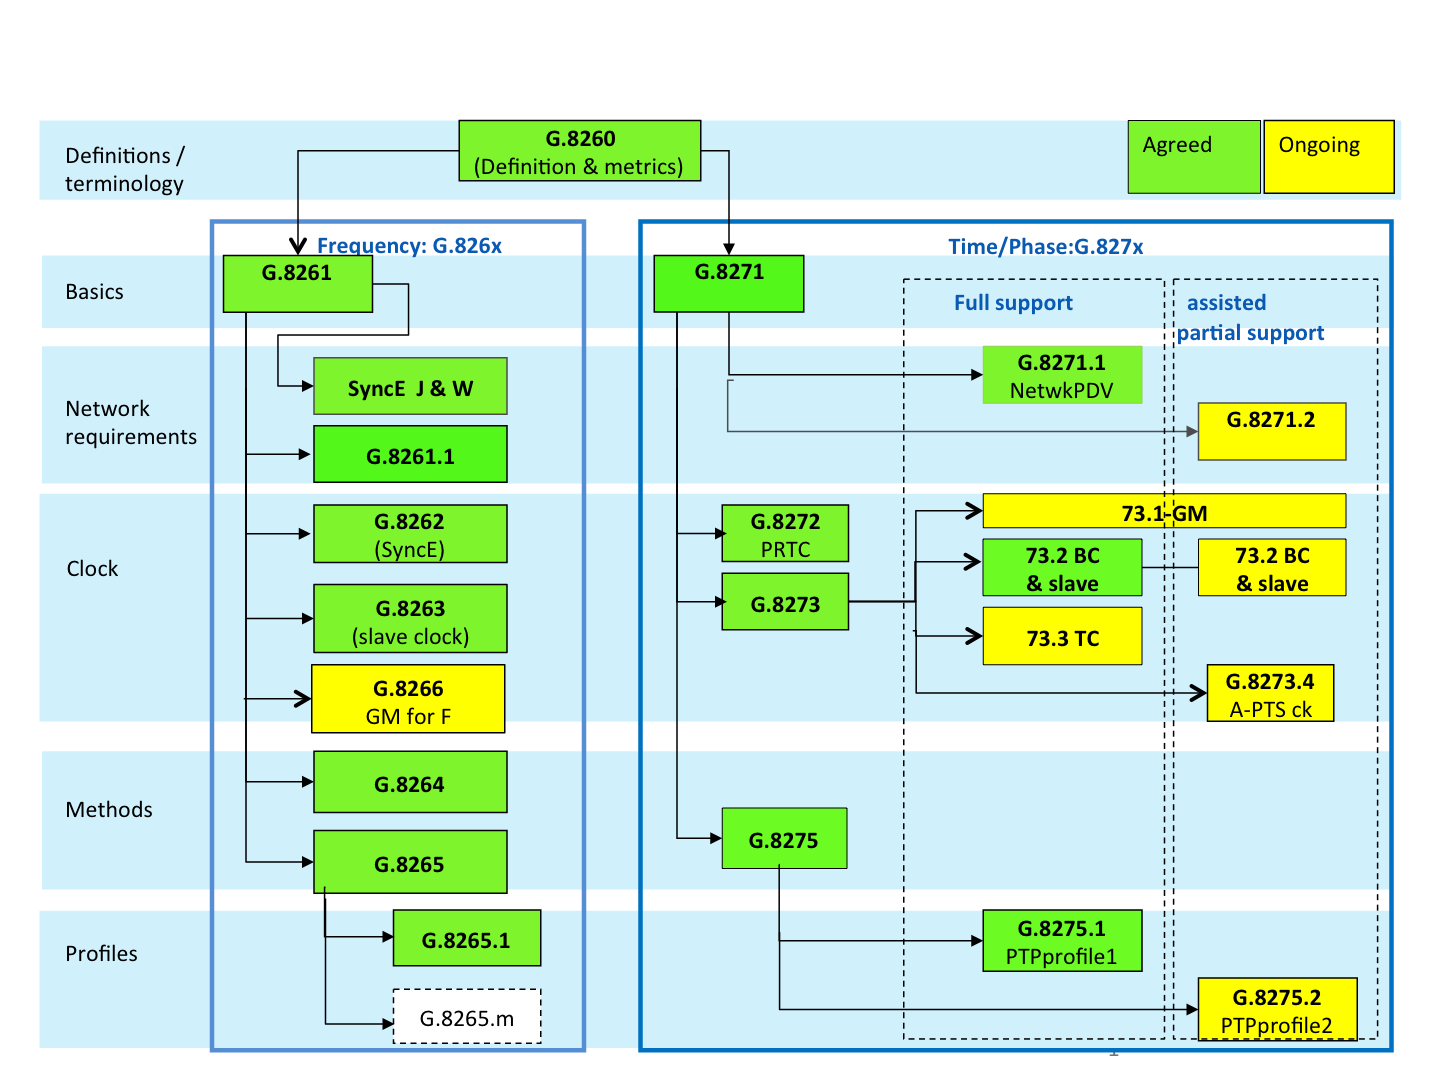 G.8260
(Definition & metrics)
Definitions /
terminology
Agreed
Ongoing
Frequency: G.826x
Time/Phase:G.827x
Basics
G.8261
G.8271
Full support
assisted
partial support
Network
requirements
SyncE J & W
G.8261.1
G.8271.1
NetwkPDV
G.8271.2
Clock
G.8262
(SyncE)
G.8263
(slave clock)
G.8266
GM for F
G.8272
PRTC
G.8273
73.1-GM
73.2 BC
& slave
73.2 BC
& slave
73.3 TC
G.8273.4
A-PTS ck
Methods
G.8264
G.8265
G.8275
Profiles
G.8265.1
G.8265.m
G.8275.1
PTPprofile1
G.8275.2
PTPprofile2